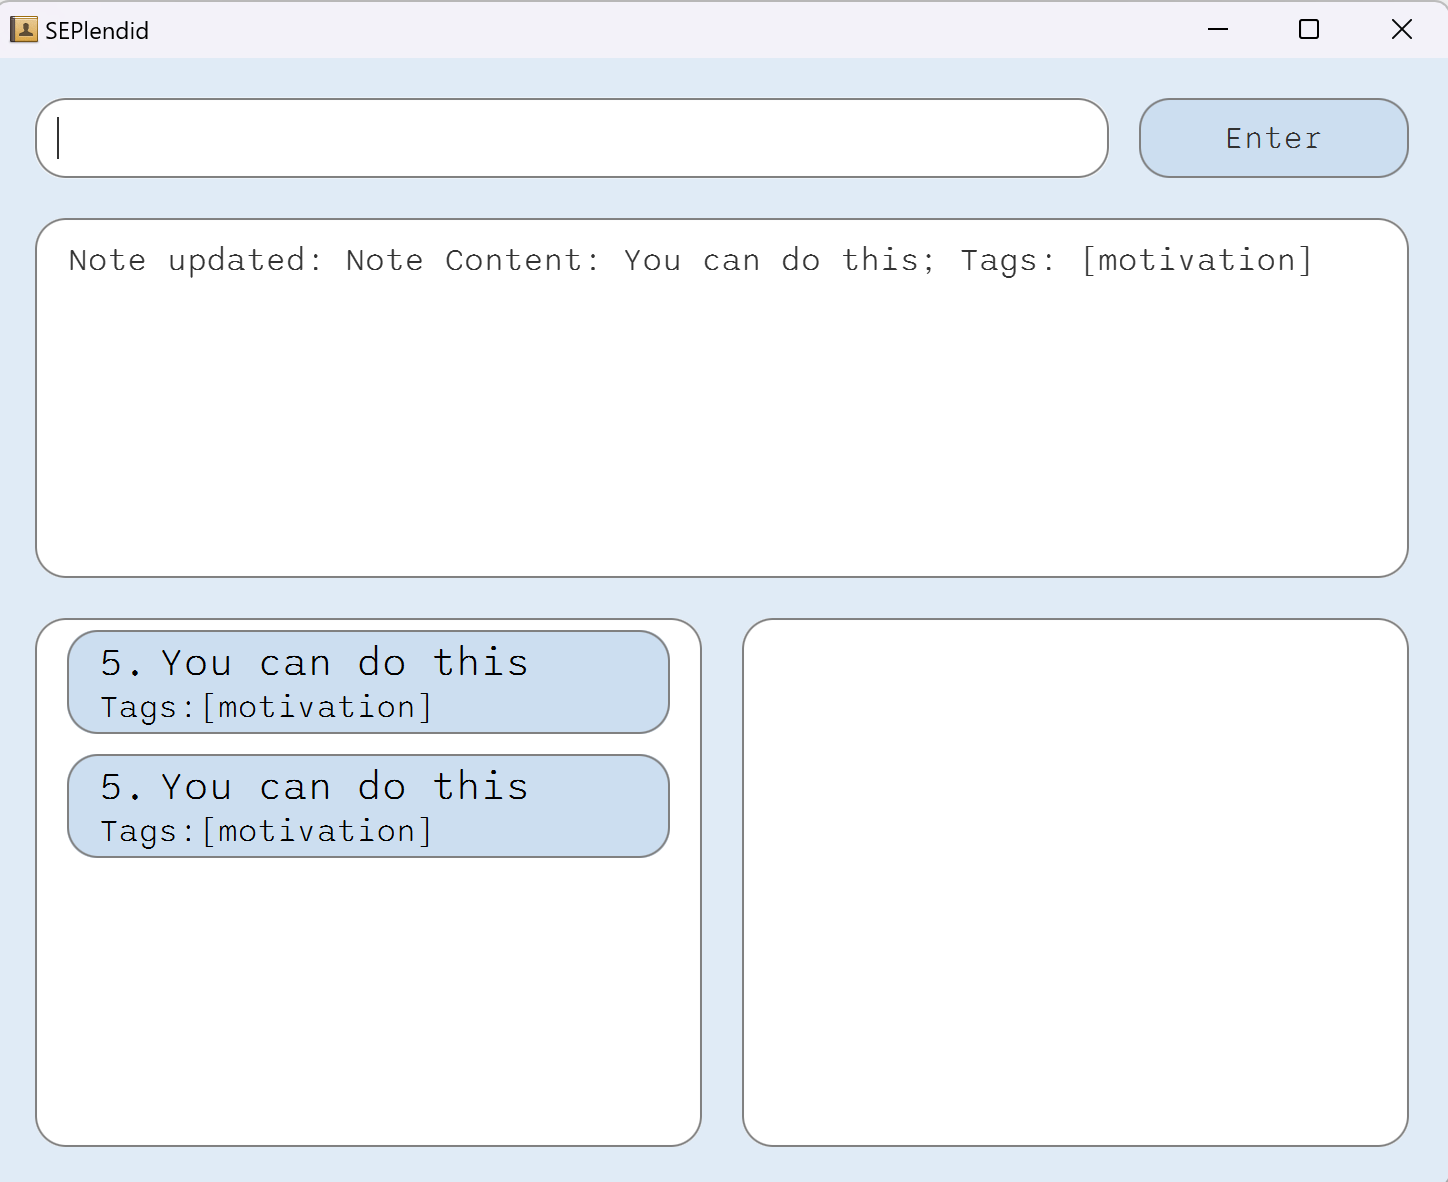 SEPlendid
Enter
Note updated: Note Content: You can do this; Tags: [motivation]
5. You can do this
Tags:[motivation]
5. You can do this
Tags:[motivation]